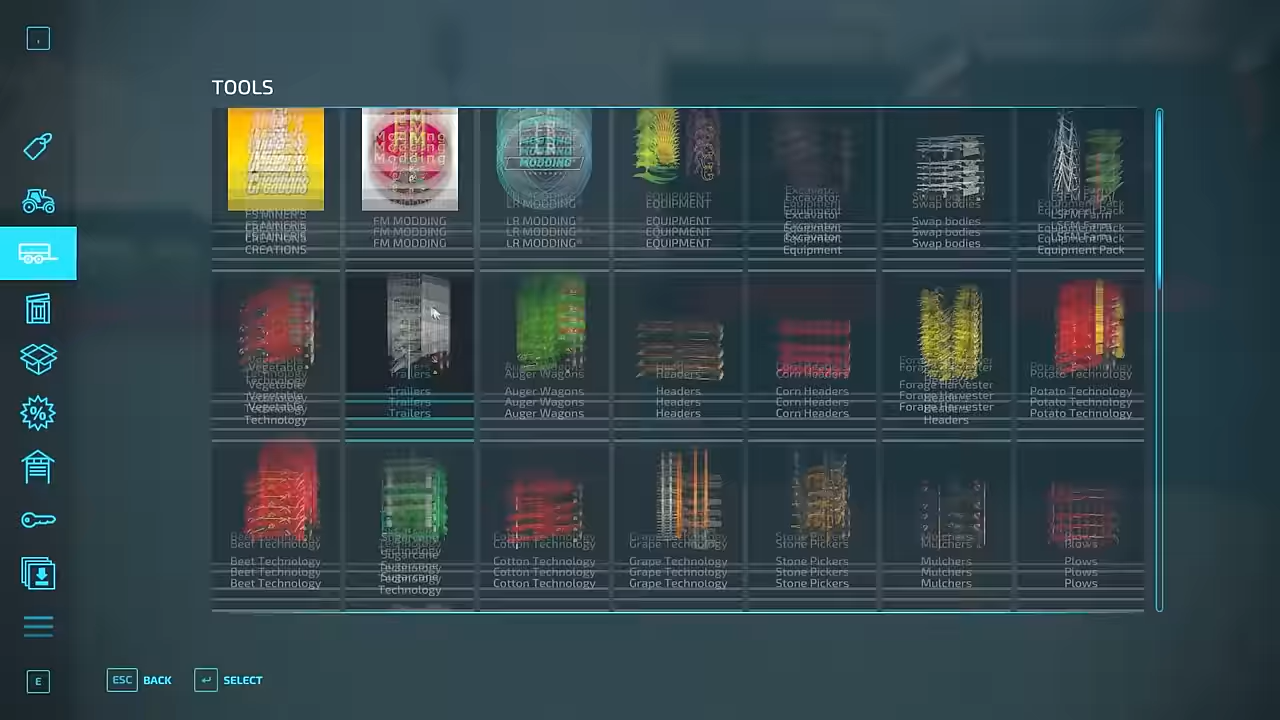 ,
TOOLS
MODDING
FS MINER'S CREATIONS
FM MODDING
LR MODDING
EQUIPMENT
Excavator Equipment
Swap bodies
LSFM Farm Equipment Pack
Vegetable Technology
Trailers
Auger Wagons
Headers
Corn Headers
Forage Harvester Headers
Potato Technology
Beet Technology
Sugarcane Technology
Cotton Technology
Grape Technology
Stone Pickers
Mulchers
Plows
%
E
ESC BACK
SELECT